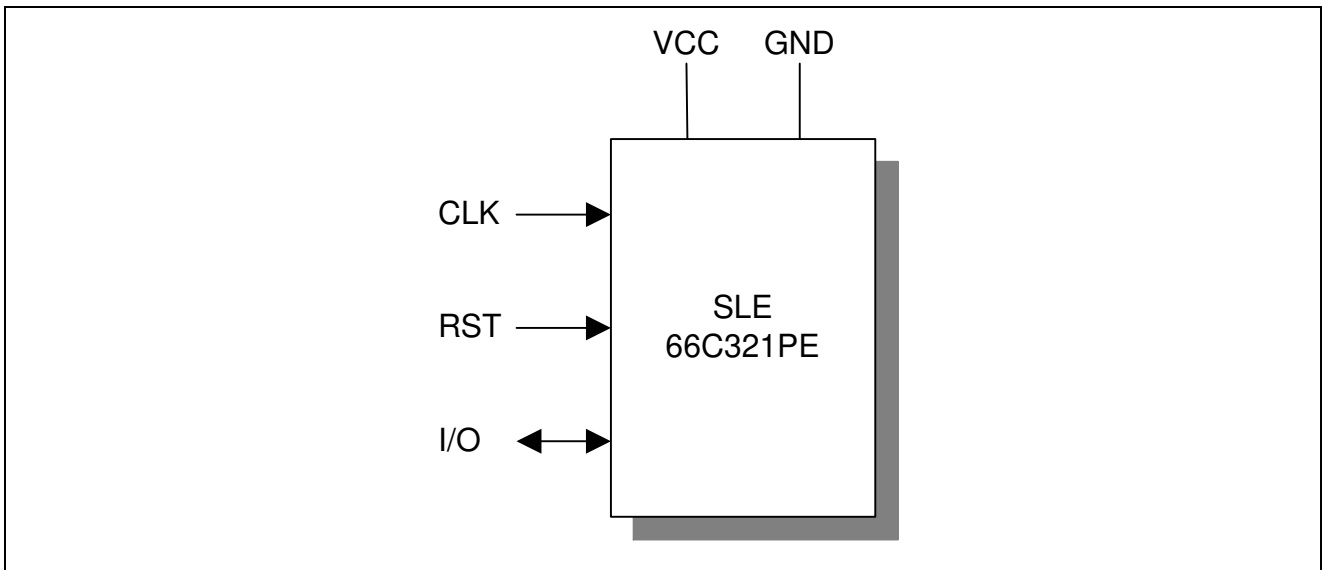 VCC GND
CLK
RST
I/O
SLE
66C321PE